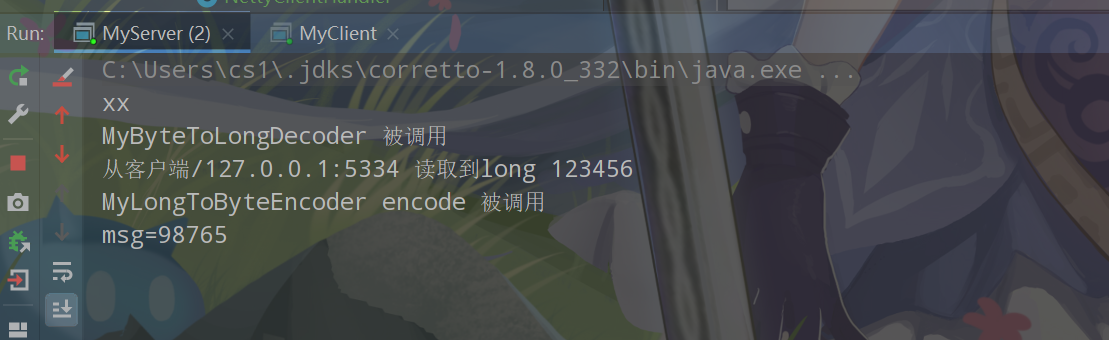 NettyClientHandler
Run: MyServer (2) × MyClient ×
C:\Users\cs1\.jdks\corretto-1.8.0_332\bin\java.exe ...
xx
MyByteToLongDecoder 被调用
从客户端/127.0.0.1:5334 读取到long 123456
MyLongToByteEncoder encode 被调用
msg=98765